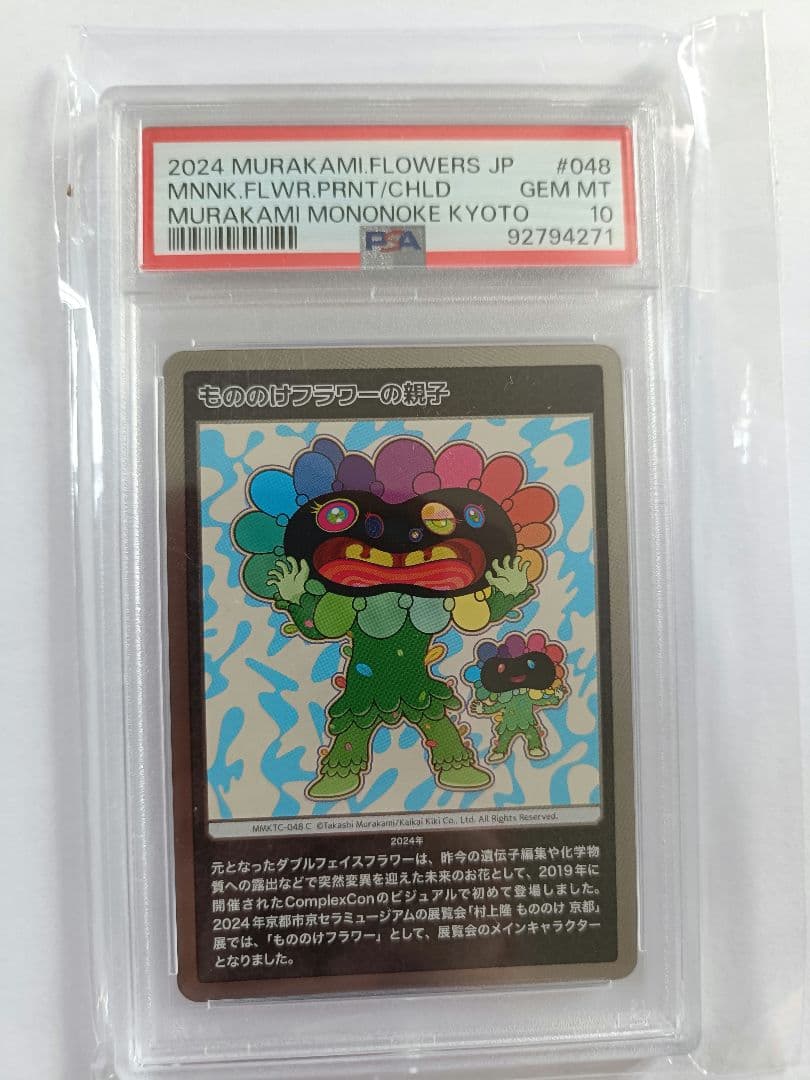 2024 MURAKAMI.FLOWERS JP #048
MNNK.FLWR.PRNT/CHLD GEM MT
MURAKAMI MONONOKE KYOTO 10
PSA 92794271
もののけフラワーの親子
MMKTC-048 C ©Takashi Murakami/Kaikai Kiki Co., Ltd. All Rights Reserved.
2024年
元となったダブルフェイスフラワーは、昨今の遺伝子編集や化学物
質への露出などで突然変異を迎えた未来のお花として、2019年に
開催されたComplexConのビジュアルで初めて登場しました。
2024年京都市京セラミュージアムの展覧会「村上隆 もののけ 京都」
展では、「もののけフラワー」として、展覧会のメインキャラクター
となりました。